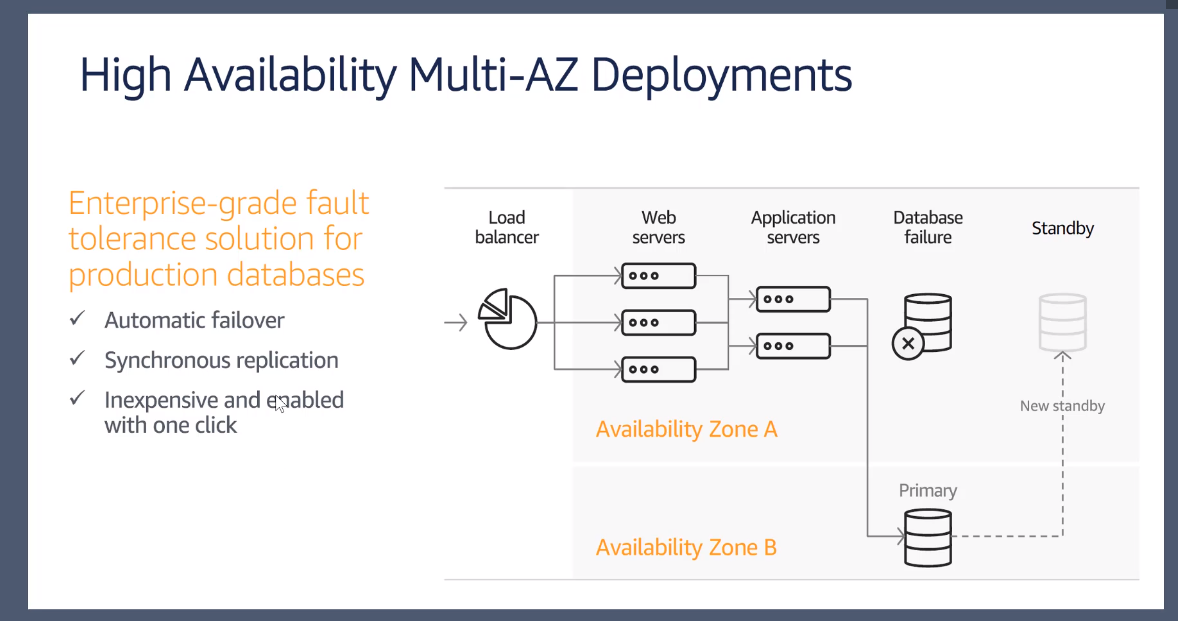 High Availability Multi-AZ Deployments
Enterprise-grade fault
tolerance solution for
production databases
✓ Automatic failover
✓ Synchronous replication
✓ Inexpensive and enabled
with one click
Load
balancer
Web
servers
Application
servers
Database
failure
Standby
New standby
Availability Zone A
Primary
Availability Zone B